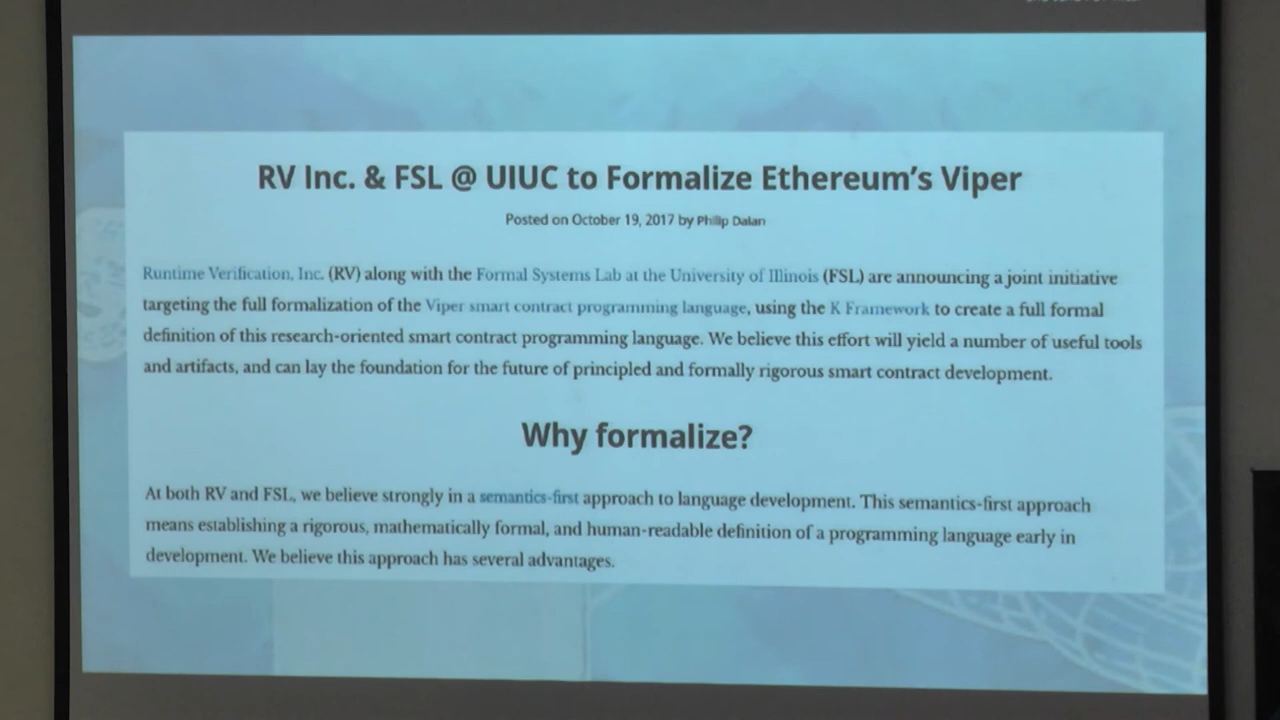 RV Inc. & FSL @ UIUC to Formalize Ethereum's Viper
Posted on October 19, 2017 by Philip Daian
Runtime Verification, Inc. (RV) along with the Formal Systems Lab at the University of Illinois (FSL) are announcing a joint initiative
targeting the full formalization of the Viper smart contract programming language, using the K Framework to create a full formal
definition of this research-oriented smart contract programming language. We believe this effort will yield a number of useful tools
and artifacts, and can lay the foundation for the future of principled and formally rigorous smart contract development.
Why formalize?
At both RV and FSL, we believe strongly in a semantics-first approach to language development. This semantics-first approach
means establishing a rigorous, mathematically formal, and human-readable definition of a programming language early in
development. We believe this approach has several advantages.